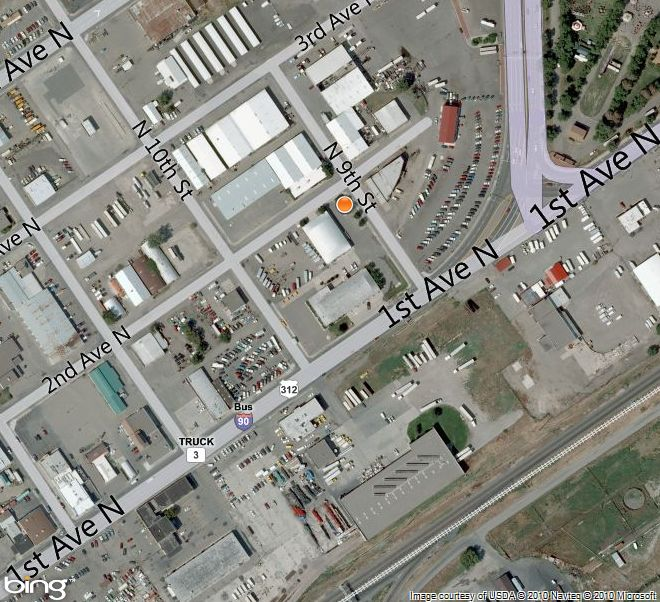 3rd Ave N
Ave N
N 10th St
N 9th St
1st Ave N
Ave N
1st Ave N
2nd Ave N
312
Bus
90
TRUCK
3
1st Ave N
bing
Image courtesy of USDA © 2010 Navteq © 2010 Microsoft